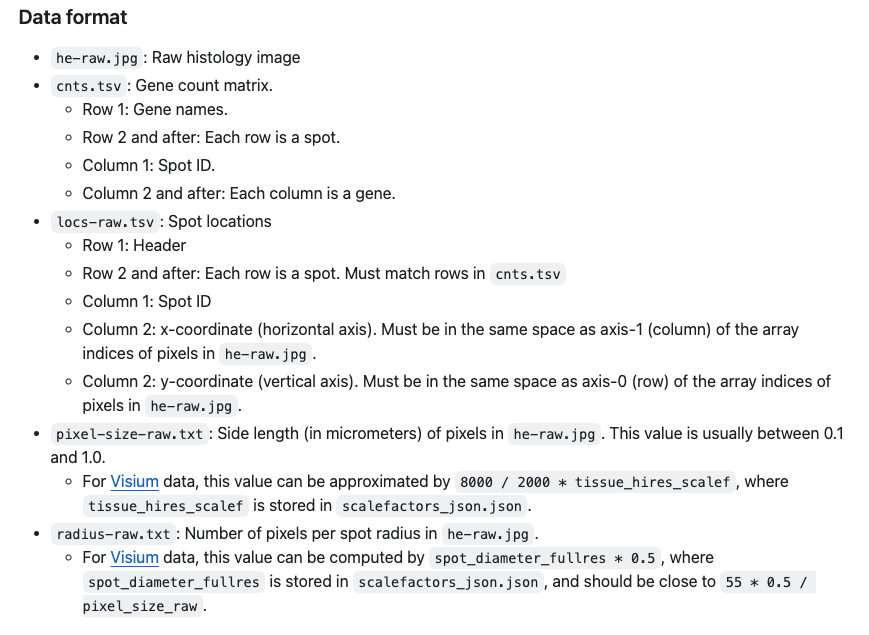 Data format
• he-raw.jpg : Raw histology image
• cnts.tsv : Gene count matrix.
◦ Row 1: Gene names.
◦ Row 2 and after: Each row is a spot.
◦ Column 1: Spot ID.
◦ Column 2 and after: Each column is a gene.
• locs-raw.tsv : Spot locations
◦ Row 1: Header
◦ Row 2 and after: Each row is a spot. Must match rows in cnts.tsv
◦ Column 1: Spot ID
◦ Column 2: x-coordinate (horizontal axis). Must be in the same space as axis-1 (column) of the array
indices of pixels in he-raw.jpg .
◦ Column 2: y-coordinate (vertical axis). Must be in the same space as axis-0 (row) of the array indices of
pixels in he-raw.jpg .
• pixel-size-raw.txt : Side length (in micrometers) of pixels in he-raw.jpg . This value is usually between 0.1
and 1.0.
◦ For Visium data, this value can be approximated by 8000 / 2000 * tissue_hires_scalef , where
tissue_hires_scalef is stored in scalefactors_json.json .
• radius-raw.txt : Number of pixels per spot radius in he-raw.jpg .
◦ For Visium data, this value can be computed by spot_diameter_fullres * 0.5 , where
spot_diameter_fullres is stored in scalefactors_json.json , and should be close to 55 * 0.5 /
pixel_size_raw .